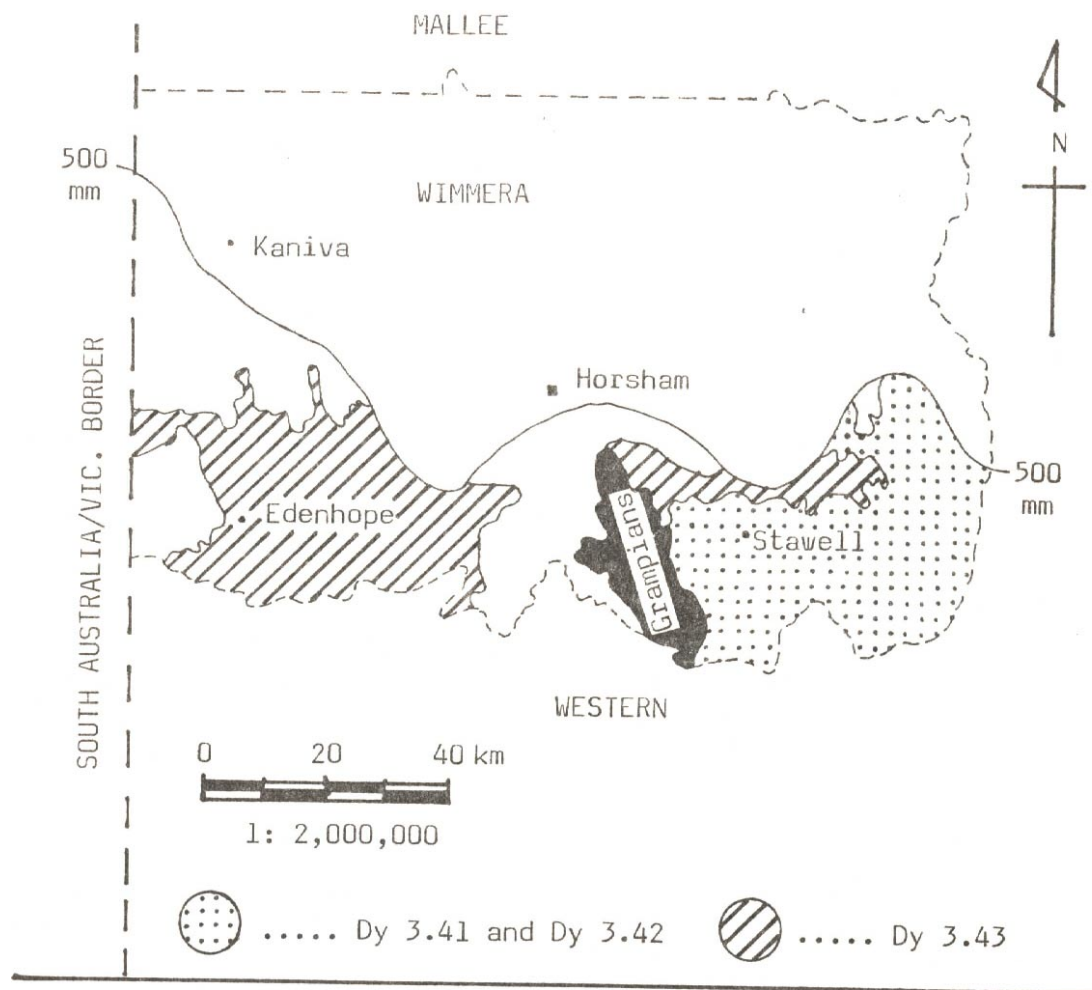 MALLEE
N
500
mm
WIMMERA
Kaniva
Horsham
SOUTH AUSTRALIA/VIC. BORDER
500
mm
Edenhope
Grampians
Stawell
WESTERN
0 20 40 km
1: 2,000,000
..... Dy 3.41 and Dy 3.42
..... Dy 3.43